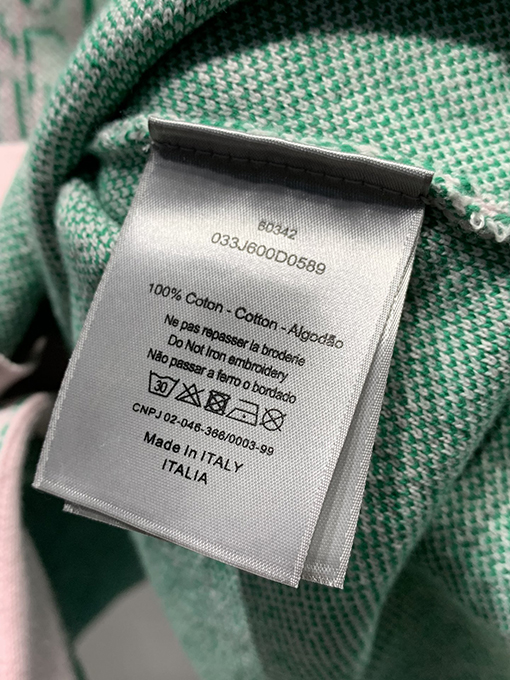 80342
033J600D0589
100% Coton - Cotton - Algodão
Ne pas repasser la broderie
Do Not Iron embroidery
Não passar a ferro o bordado
30
CNPJ 02-046-366/0003-99
Made in ITALY
ITALIA